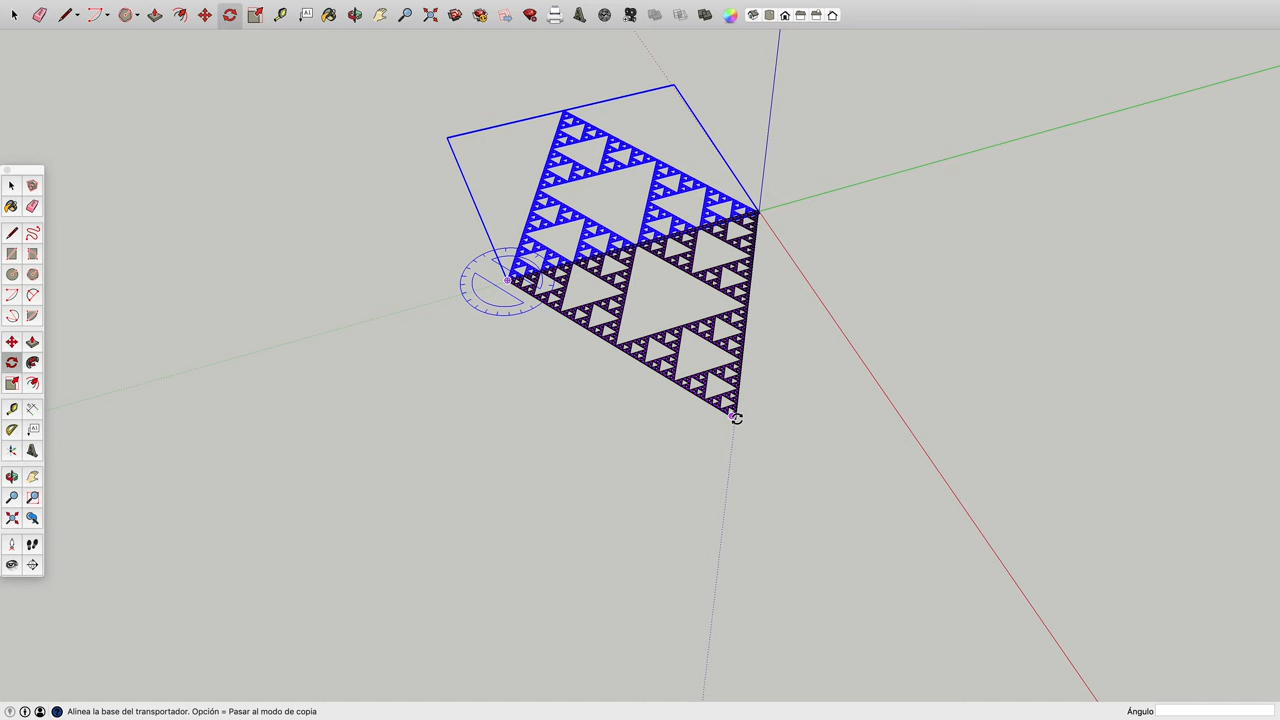 Alinea la base del transportador. Opción = Pasar al modo de copia
Ángulo